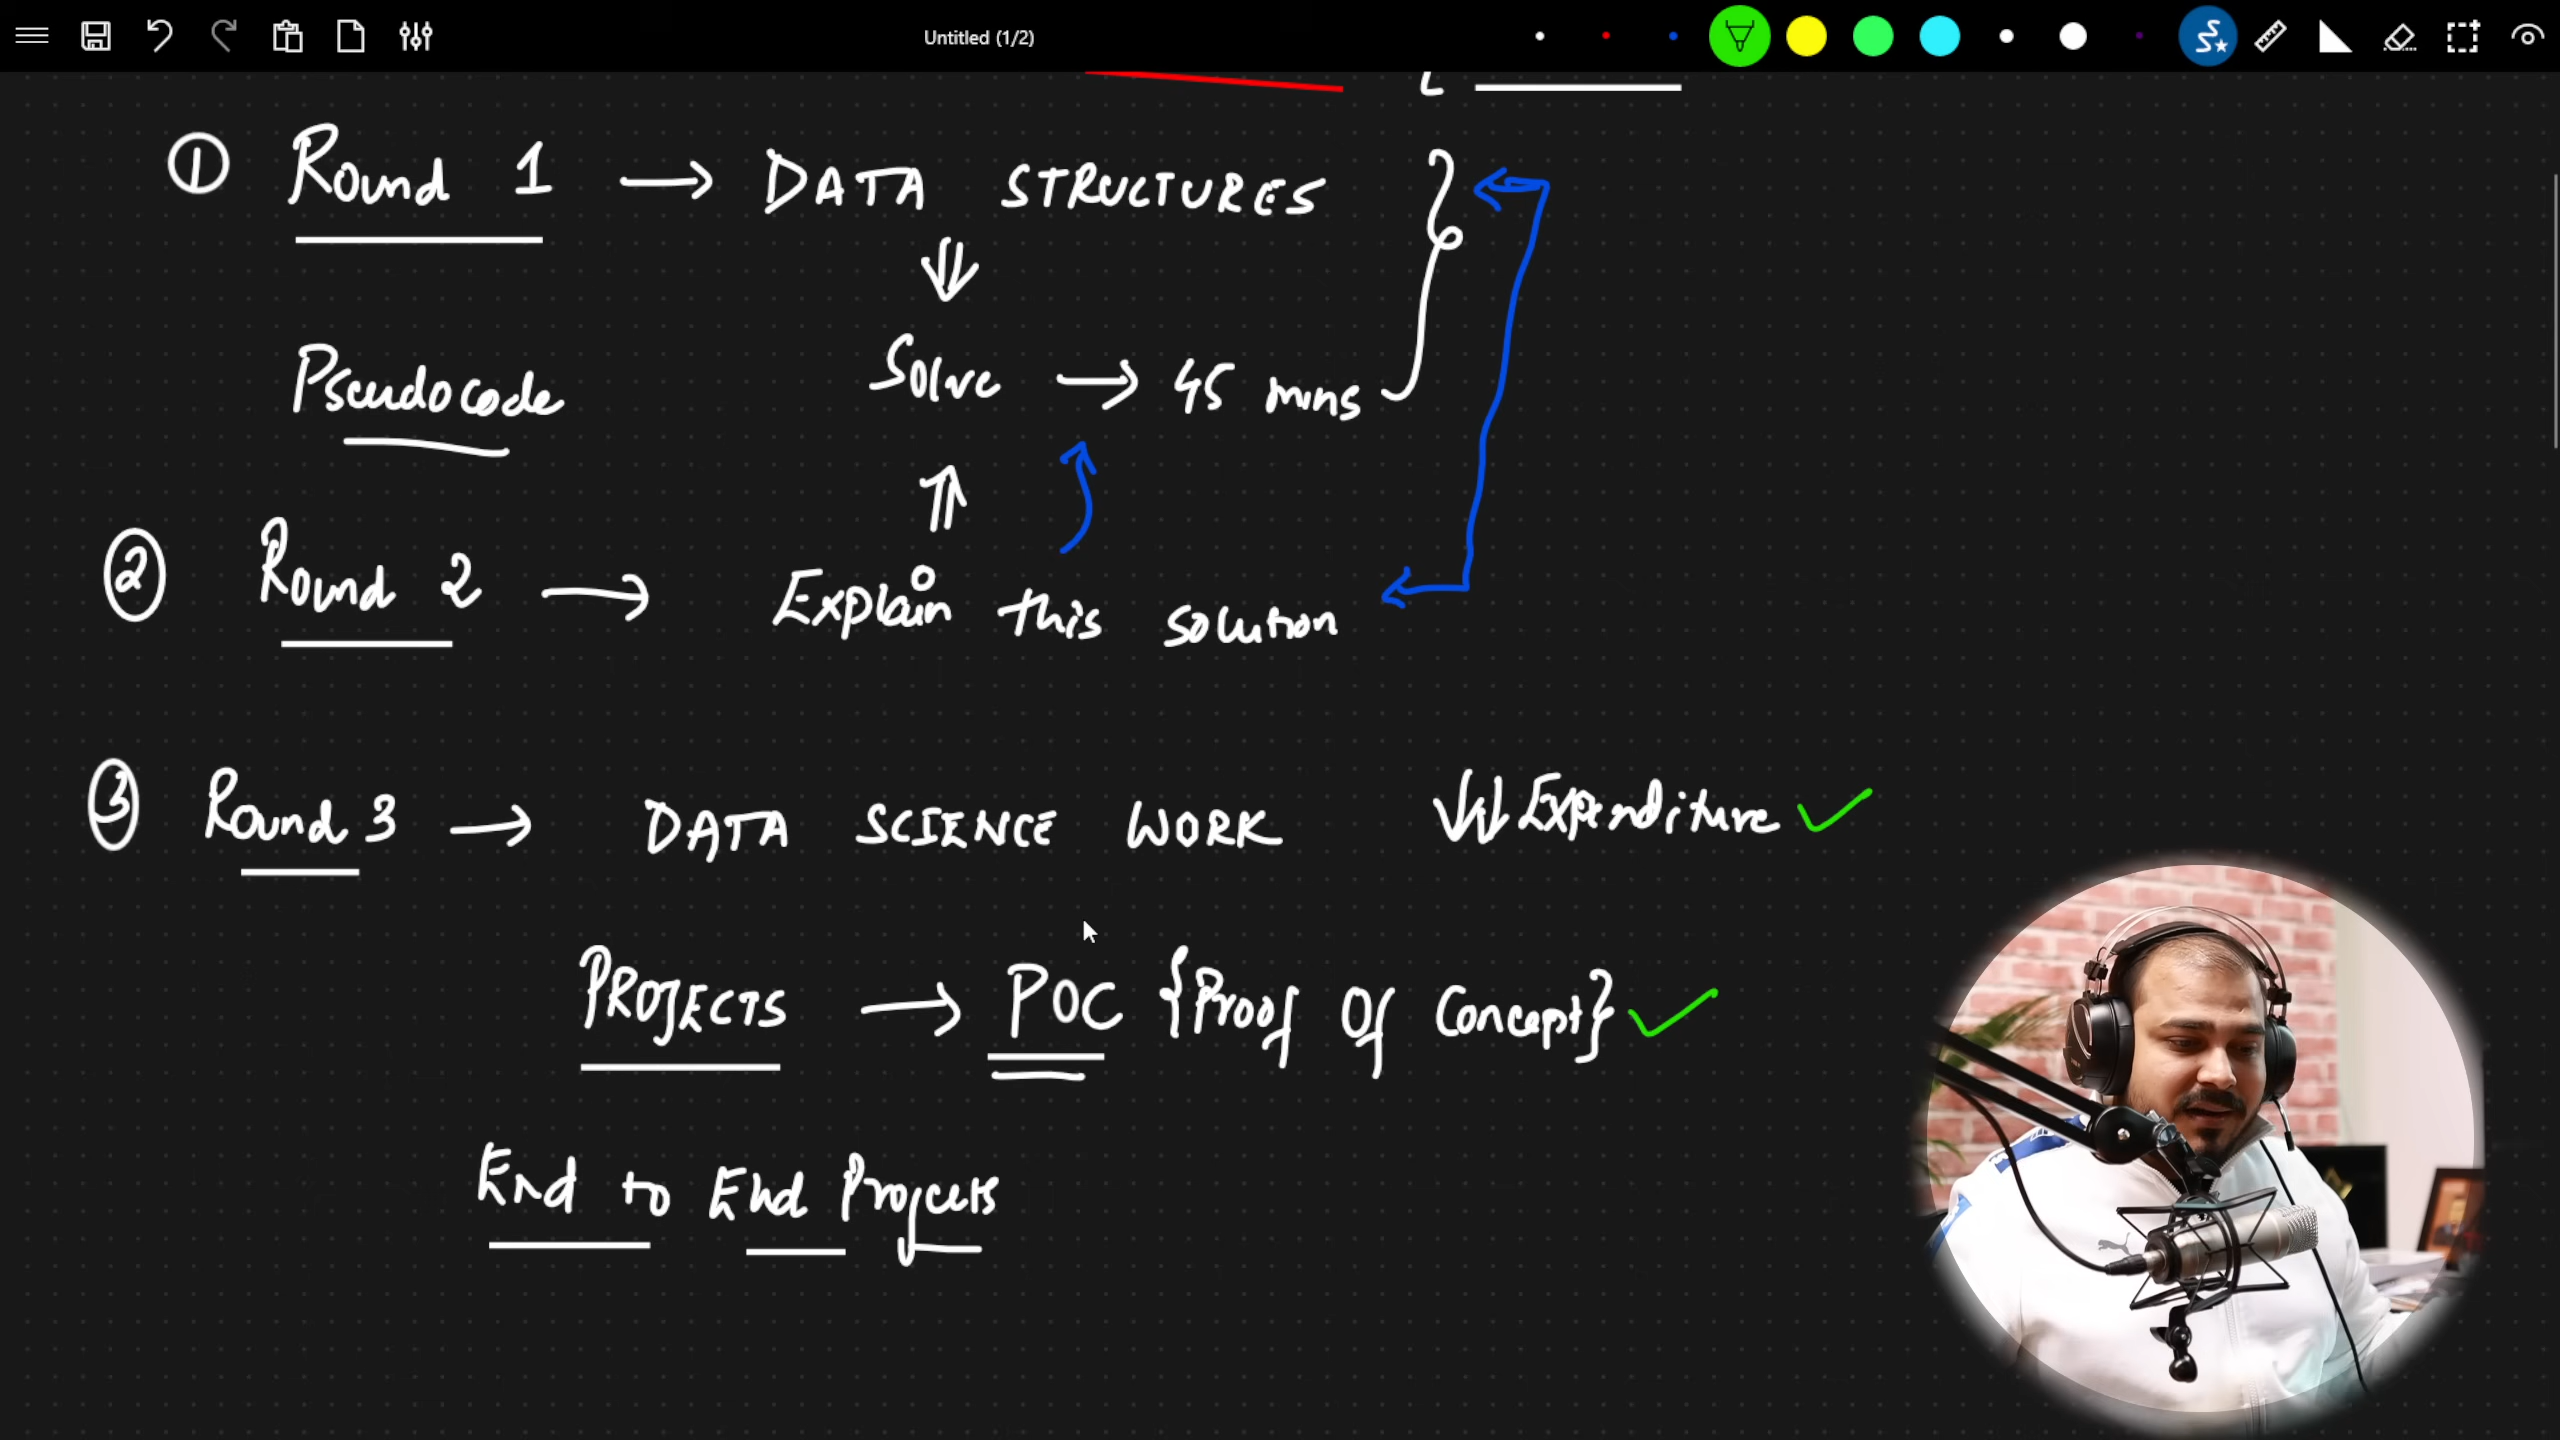 Untitled (1/2)
① Round 1 → DATA STRUCTURES
Pseudocode
Solve → 45 mins
② Round 2 → Explain this solution
③ Round 3 → DATA SCIENCE WORK
Expenditure
PROJECTS → POC {Proof Of Concept}
End to End Projects